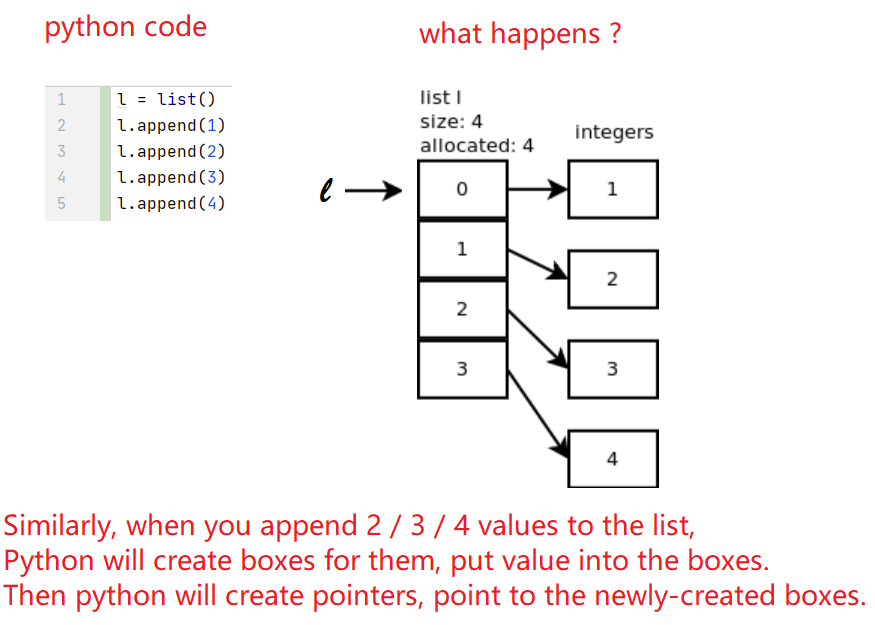 python code
what happens ?
1 l = list()
2 l.append(1)
3 l.append(2)
4 l.append(3)
5 l.append(4)
list l
size: 4
allocated: 4
integers
ℓ
0
1
1
2
2
3
3
4
Similarly, when you append 2 / 3 / 4 values to the list,
Python will create boxes for them, put value into the boxes.
Then python will create pointers, point to the newly-created boxes.